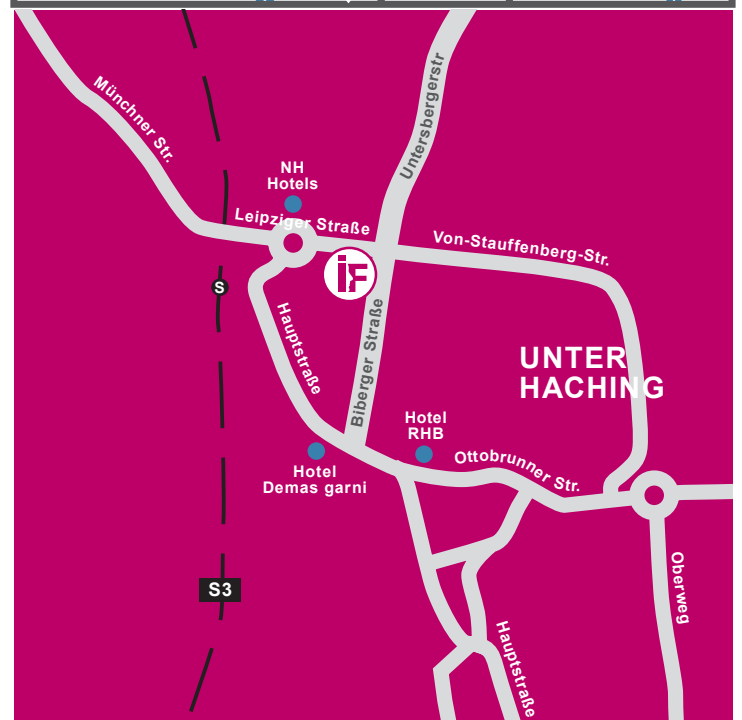 Münchner Str.
Untersbergerstr
NH
Hotels
Leipziger Straße
Von-Stauffenberg-Str.
iF
S
Hauptstraße
Biberger Straße
UNTER
HACHING
Hotel
RHB
Ottobrunner Str.
Hotel
Demas garni
S3
Oberweg
Hauptstraße